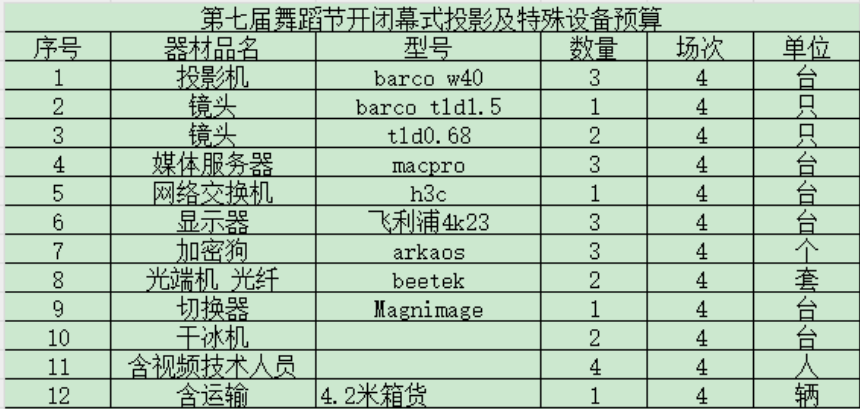 第七届舞蹈节开闭幕式投影及特殊设备预算
序号 器材品名 型号 数量 场次 单位
1 投影机 barco w40 3 4 台
2 镜头 barco t1d1.5 1 4 只
3 镜头 t1d0.68 2 4 只
4 媒体服务器 macpro 3 4 台
5 网络交换机 h3c 1 4 台
6 显示器 飞利浦4k23 3 4 台
7 加密狗 arkaos 3 4 个
8 光端机 光纤 beetek 2 4 套
9 切换器 Magnimage 1 4 台
10 干冰机 2 4 台
11 含视频技术人员 4 4 人
12 含运输 4.2米箱货 1 4 辆